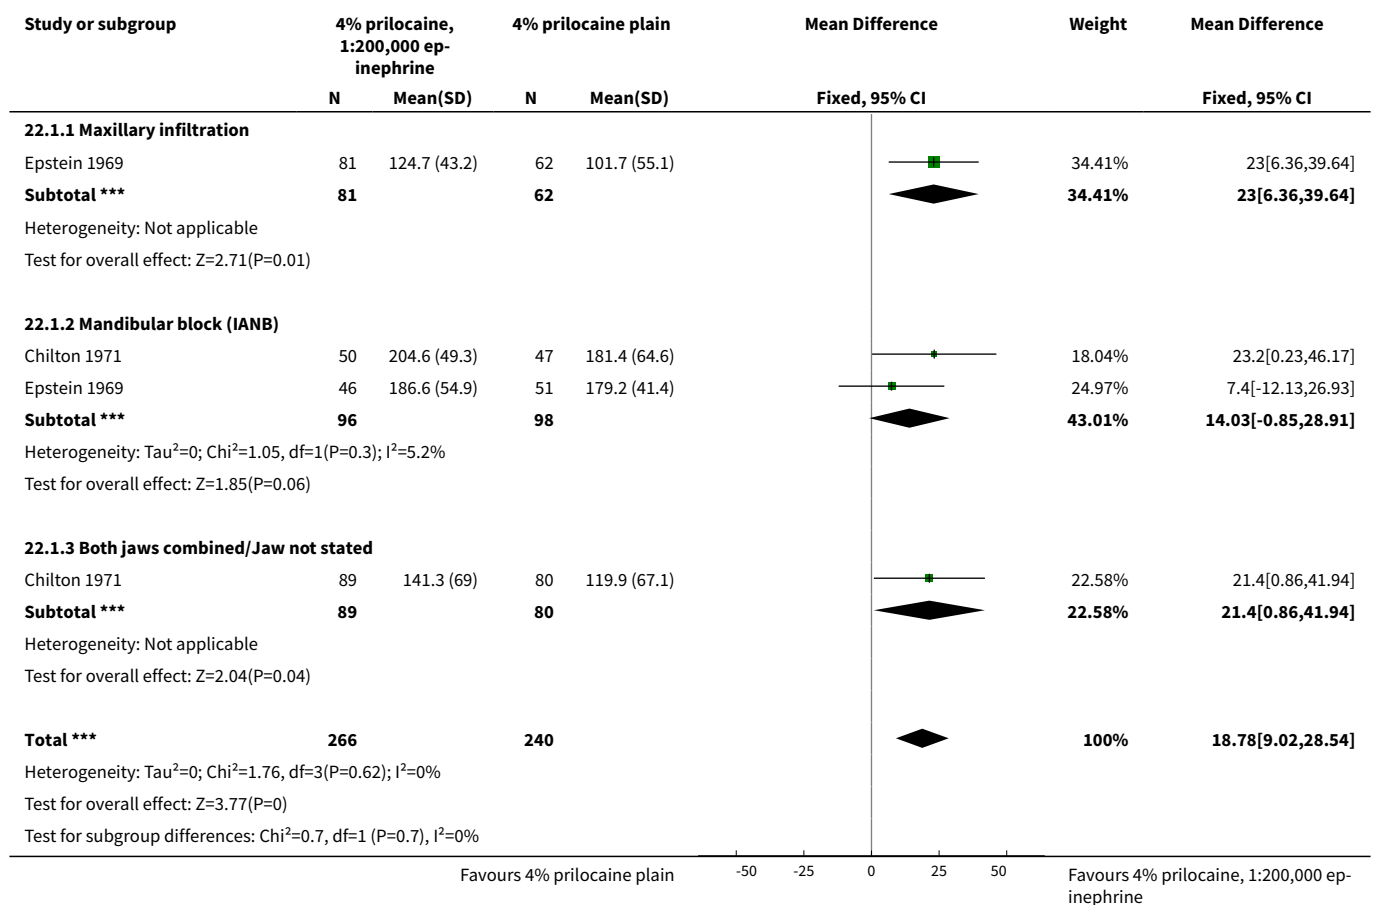 Study or subgroup 4% prilocaine, 4% prilocaine plain Mean Difference Weight Mean Difference
1:200,000 ep-
inephrine
N Mean(SD) N Mean(SD) Fixed, 95% CI Fixed, 95% CI
22.1.1 Maxillary infiltration
Epstein 1969 81 124.7 (43.2) 62 101.7 (55.1) 34.41% 23[6.36,39.64]
Subtotal *** 81 62 34.41% 23[6.36,39.64]
Heterogeneity: Not applicable
Test for overall effect: Z=2.71(P=0.01)
22.1.2 Mandibular block (IANB)
Chilton 1971 50 204.6 (49.3) 47 181.4 (64.6) 18.04% 23.2[0.23,46.17]
Epstein 1969 46 186.6 (54.9) 51 179.2 (41.4) 24.97% 7.4[-12.13,26.93]
Subtotal *** 96 98 43.01% 14.03[-0.85,28.91]
Heterogeneity: Tau²=0; Chi²=1.05, df=1(P=0.3); I²=5.2%
Test for overall effect: Z=1.85(P=0.06)
22.1.3 Both jaws combined/Jaw not stated
Chilton 1971 89 141.3 (69) 80 119.9 (67.1) 22.58% 21.4[0.86,41.94]
Subtotal *** 89 80 22.58% 21.4[0.86,41.94]
Heterogeneity: Not applicable
Test for overall effect: Z=2.04(P=0.04)
Total *** 266 240 100% 18.78[9.02,28.54]
Heterogeneity: Tau²=0; Chi²=1.76, df=3(P=0.62); I²=0%
Test for overall effect: Z=3.77(P=0)
Test for subgroup differences: Chi²=0.7, df=1 (P=0.7), I²=0%
Favours 4% prilocaine plain -50 -25 0 25 50 Favours 4% prilocaine, 1:200,000 ep-
inephrine